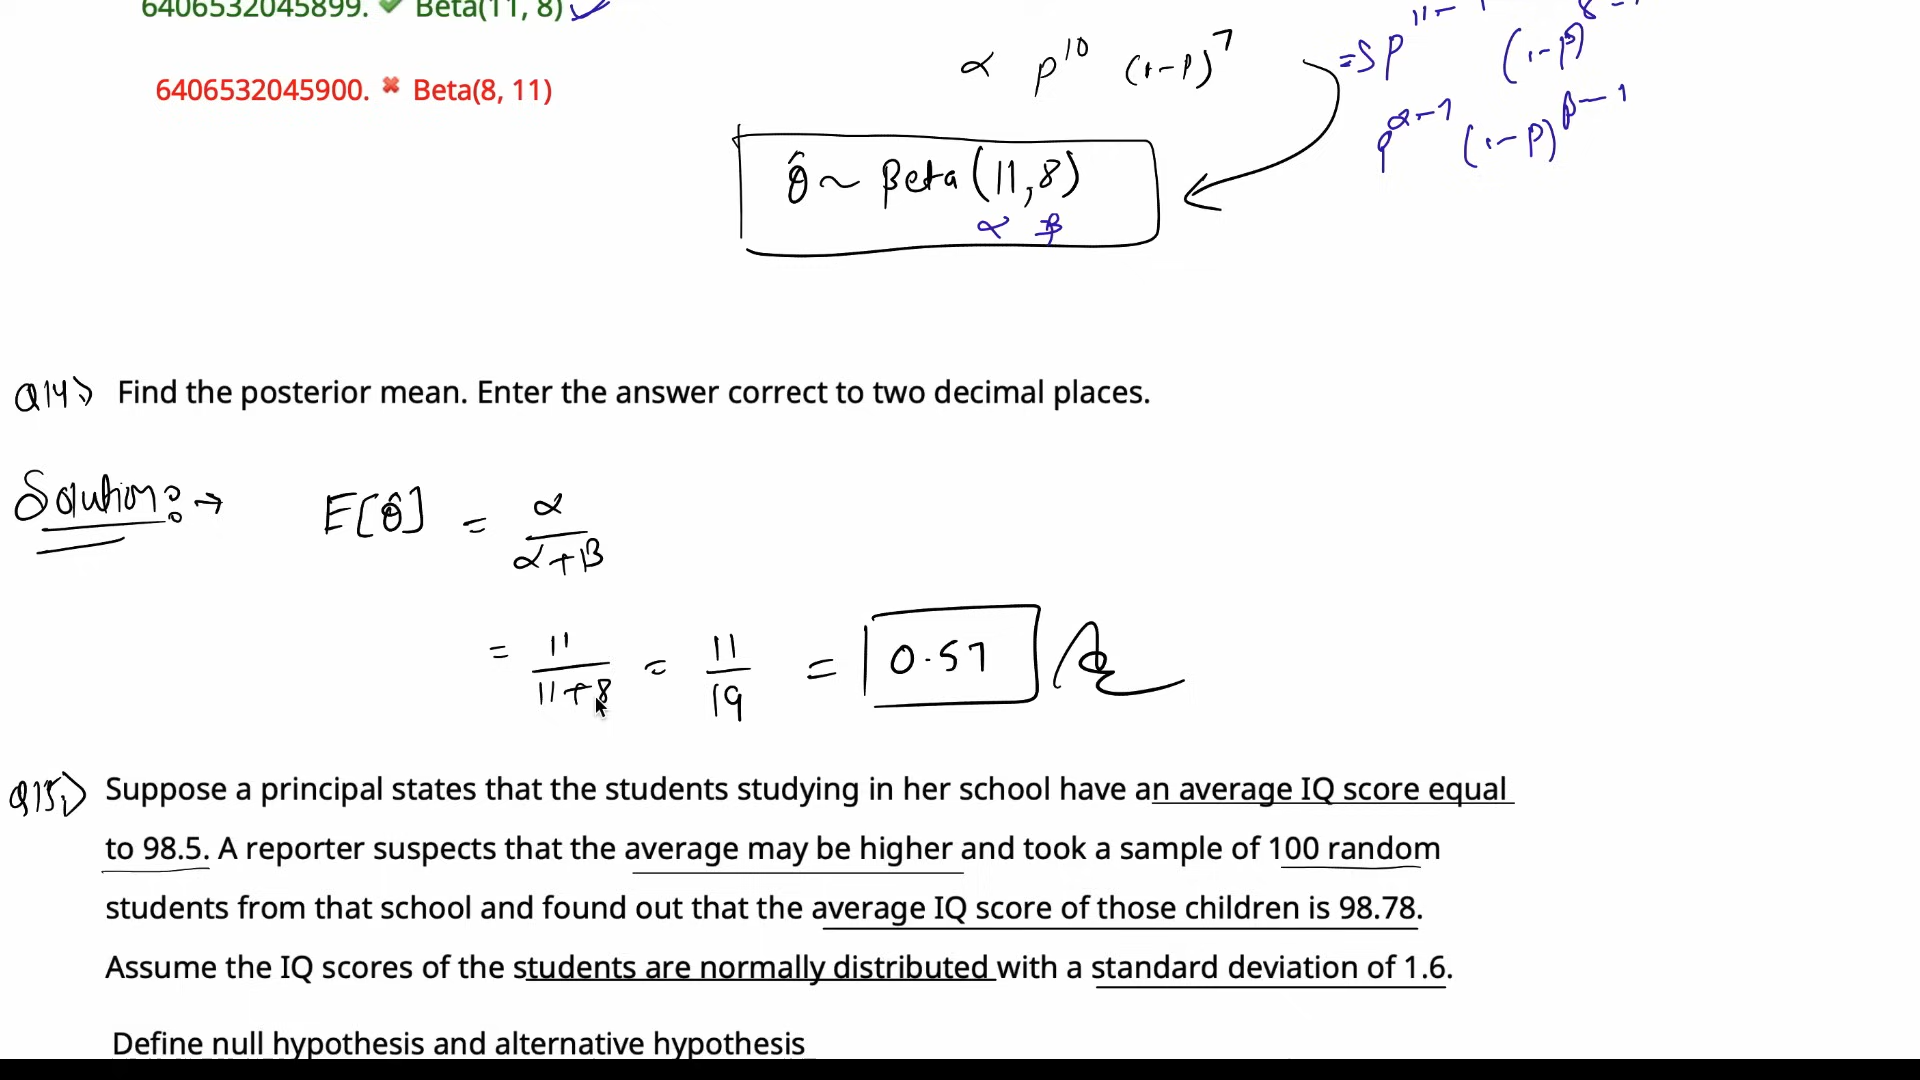 6406532045899. ✔ Beta(11, 8) ✓
= S p^11-1 (1-p)^8-1
∝ p^10 (1-p)^7
6406532045900. ✖ Beta(8, 11)
p^α-1 (1-p)^β-1
θ̂ ~ Beta (11,8)
α β
Q14) Find the posterior mean. Enter the answer correct to two decimal places.
Solution: → E[θ̂] = α / α+β
= 11 / 11+8 = 11 / 19 = 0.57
Q15) Suppose a principal states that the students studying in her school have an average IQ score equal
to 98.5. A reporter suspects that the average may be higher and took a sample of 100 random
students from that school and found out that the average IQ score of those children is 98.78.
Assume the IQ scores of the students are normally distributed with a standard deviation of 1.6.
Define null hypothesis and alternative hypothesis